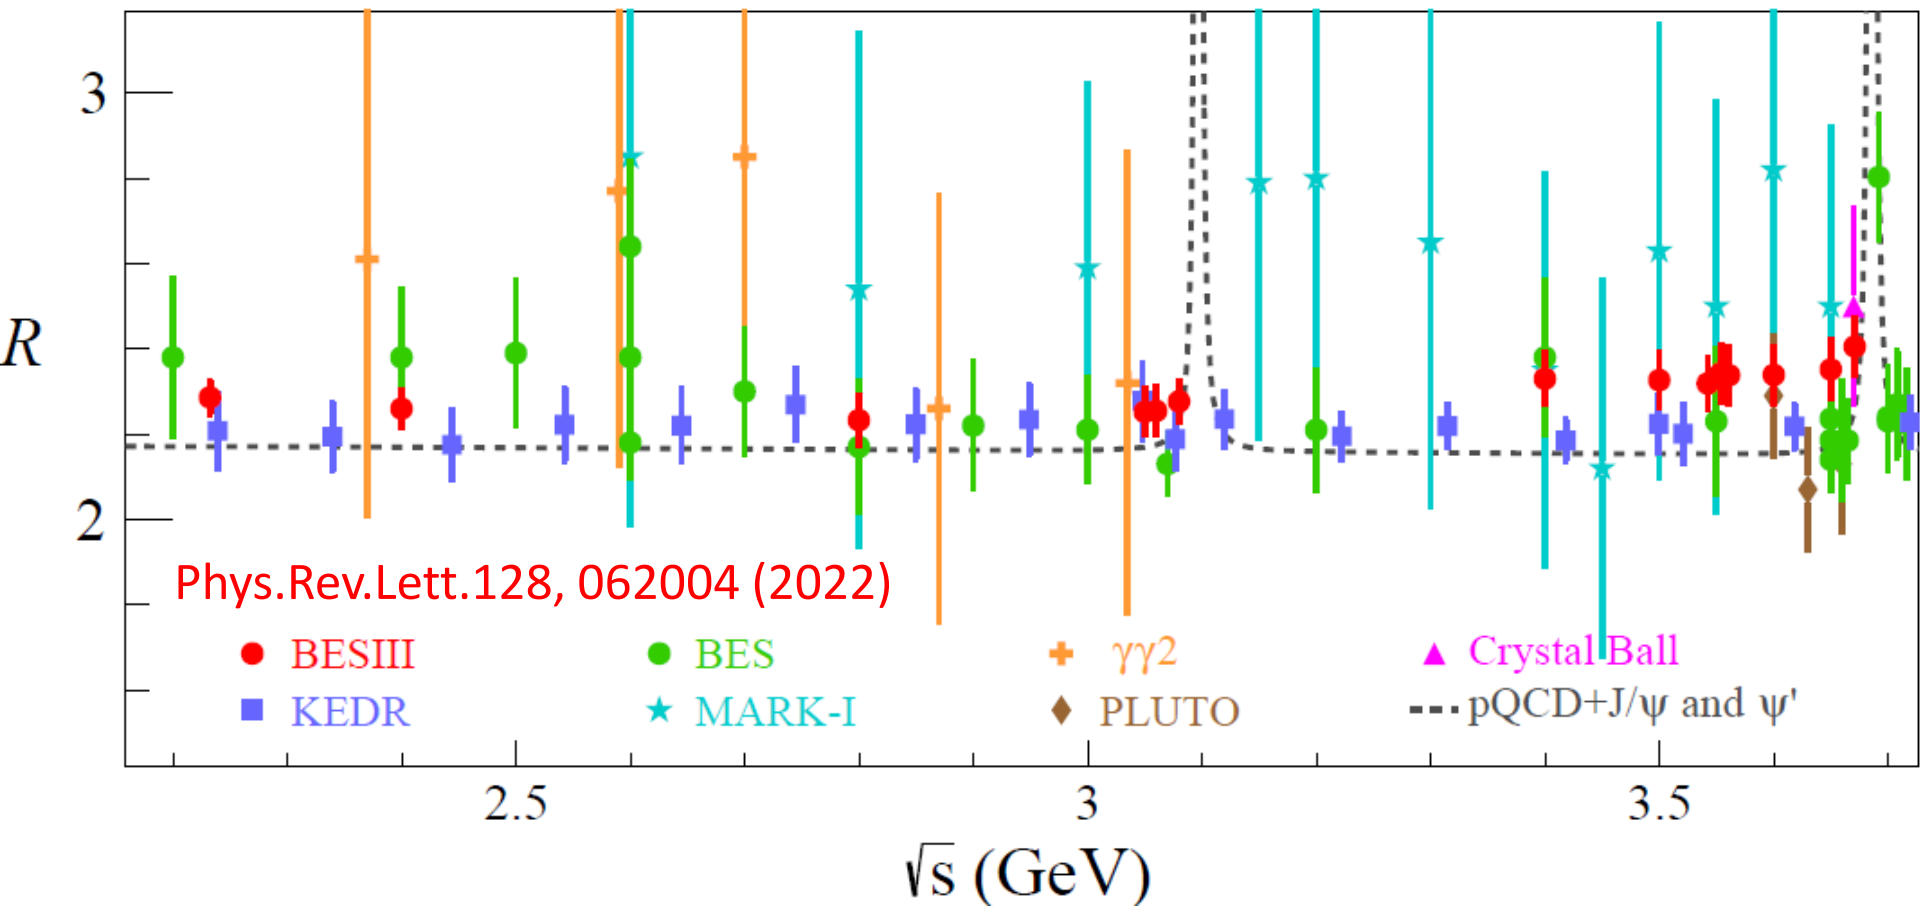 3
R
2
Phys.Rev.Lett.128, 062004 (2022)
BESIII BES γγ2 Crystal Ball
KEDR MARK-I PLUTO pQCD+J/ψ and ψ'
2.5 3 3.5
√s (GeV)